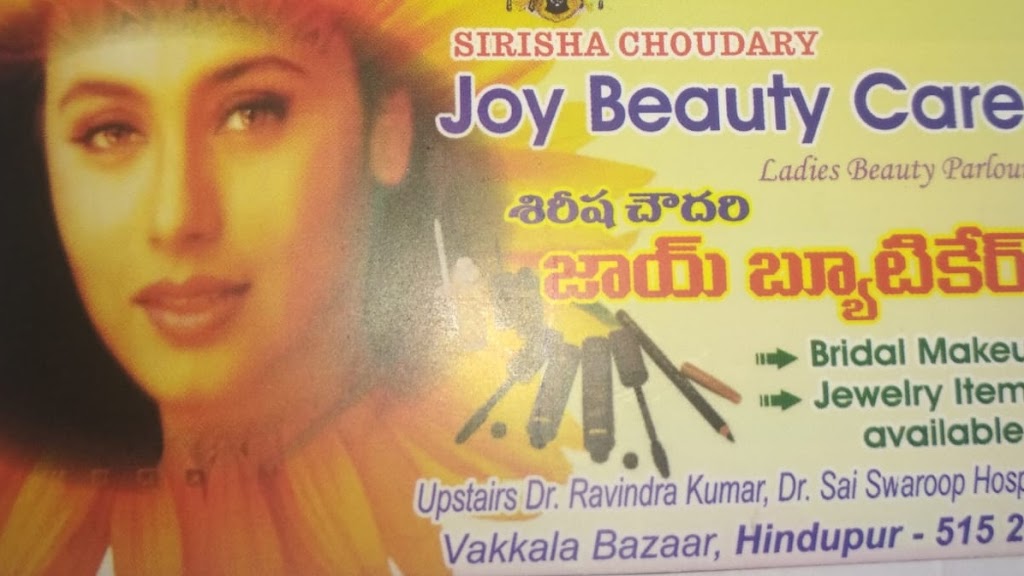 SIRISHA CHOUDARY
Joy Beauty Care
Ladies Beauty Parlour
శిరీష చౌదరి
జాయ్ బ్యూటికేర్
Bridal Makeu
Jewelry Item
available
Upstairs Dr. Ravindra Kumar, Dr. Sai Swaroop Hosp
Vakkala Bazaar, Hindupur - 515 2